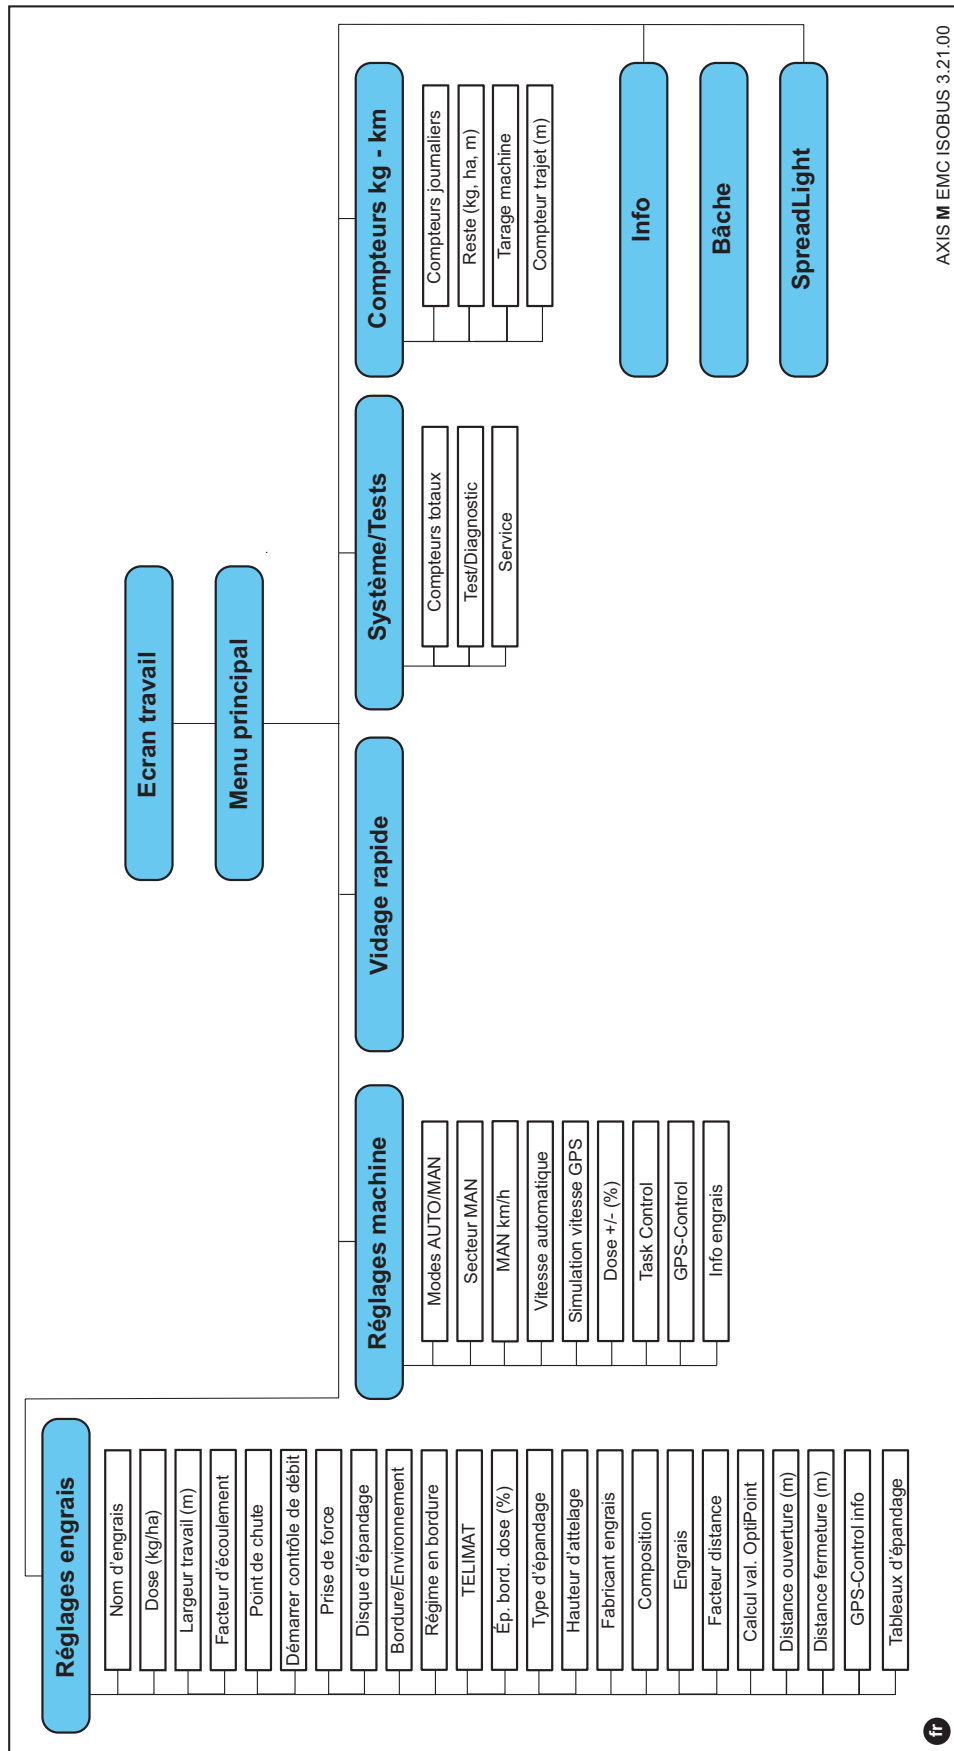 Ecran travail
Menu principal
Réglages engrais
Nom d'engrais
Dose (kg/ha)
Largeur travail (m)
Facteur d'écoulement
Point de chute
Démarrer contrôle de débit
Prise de force
Disque d'épandage
Bordure/Environnement
Régime en bordure
TELIMAT
Ép. bord. dose (%)
Type d'épandage
Hauteur d'attelage
Fabricant engrais
Composition
Engrais
Facteur distance
Calcul val. OptiPoint
Distance ouverture (m)
Distance fermeture (m)
GPS-Control info
Tableaux d'épandage
Réglages machine
Modes AUTO/MAN
Secteur MAN
MAN km/h
Vitesse automatique
Simulation vitesse GPS
Dose +/- (%)
Task Control
GPS-Control
Info engrais
Vidage rapide
Système/Tests
Compteurs totaux
Test/Diagnostic
Service
Compteurs kg - km
Compteurs journaliers
Reste (kg, ha, m)
Tarage machine
Compteur trajet (m)
Info
Bâche
SpreadLight
fr
AXIS M EMC ISOBUS 3.21.00